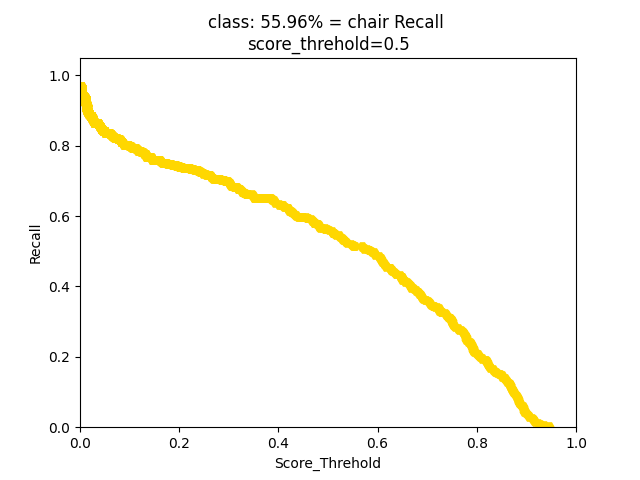 class: 55.96% = chair Recall
score_threhold=0.5
1.0
0.8
0.6
0.4
0.2
0.0
Recall
0.0 0.2 0.4 0.6 0.8 1.0
Score_Threhold